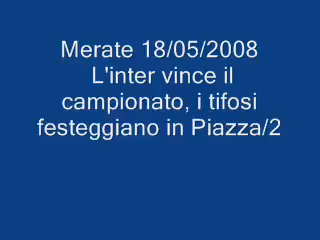 Merate 18/05/2008
L'inter vince il
campionato, i tifosi
festeggiano in Piazza/2